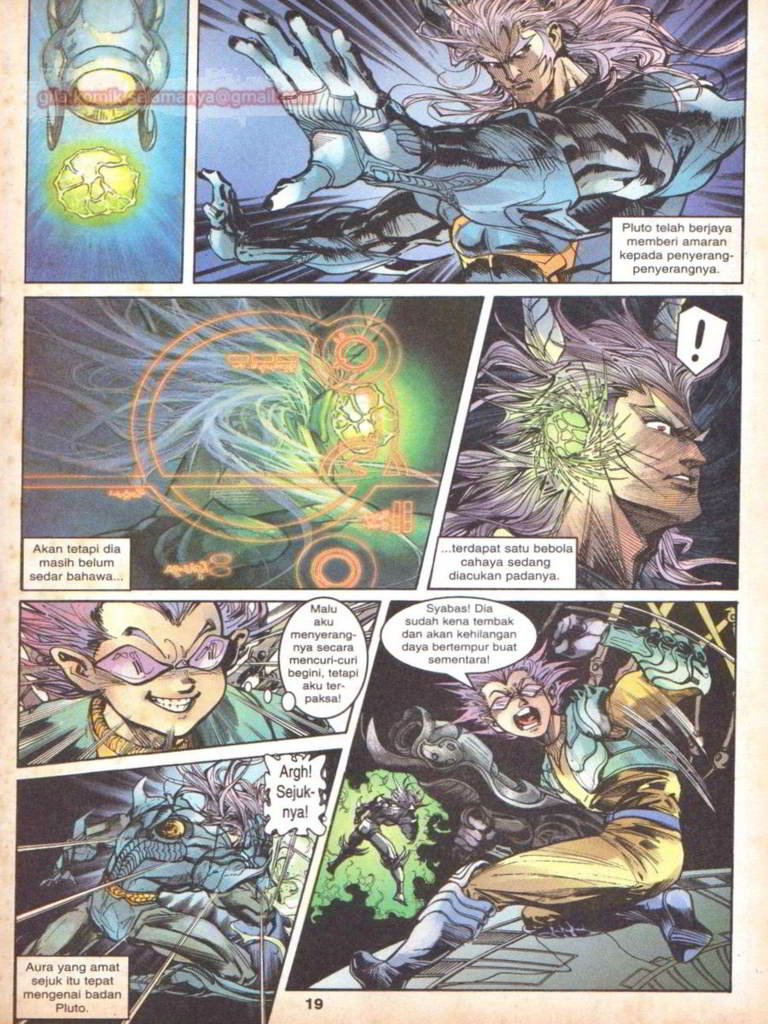 gila.komik.selamanya@gmail.com
Pluto telah berjaya
memberi amaran
kepada penyerang-
penyerangnya.
Akan tetapi dia
masih belum
sedar bahawa...
!
...terdapat satu bebola
cahaya sedang
diacukan padanya.
Malu
aku
menyerang-
nya secara
mencuri-curi
begini, tetapi
aku ter-
paksa!
Syabas! Dia
sudah kena tembak
dan akan kehilangan
daya bertempur buat
sementara!
Argh!
Sejuk-
nya!
Aura yang amat
sejuk itu tepat
mengenai badan
Pluto.
19